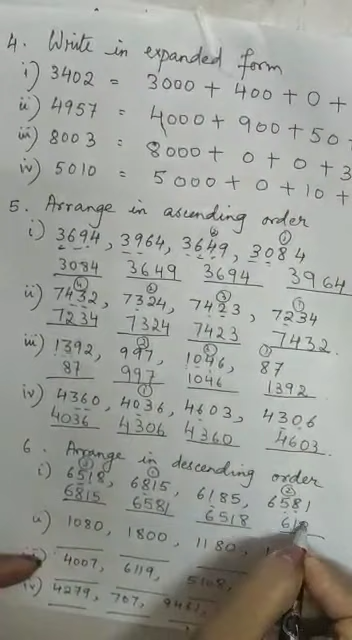 4. Write in expanded form
i) 3402 = 3000 + 400 + 0 +
ii) 4957 = 4000 + 900 + 50 +
iii) 8003 = 8000 + 0 + 0 + 3
iv) 5010 = 5000 + 0 + 10 +
5. Arrange in ascending order
i) 3694, 3964, 3649, 3084
3084 3649 3694 3964
ii) 7432, 7324, 7423, 7234
7234 7324 7423 7432.
iii) 1392, 997, 1046, 87
87 997 1046 1392
iv) 4360, 4036, 4603, 4306
4036 4306 4360 4603.
6. Arrange in descending order
i) 6518, 6815, 6185, 6581
6815 6581 6518 618
ii) 1080, 1800, 1180,
4007, 6119, 5108,
iv) 4279, 707,